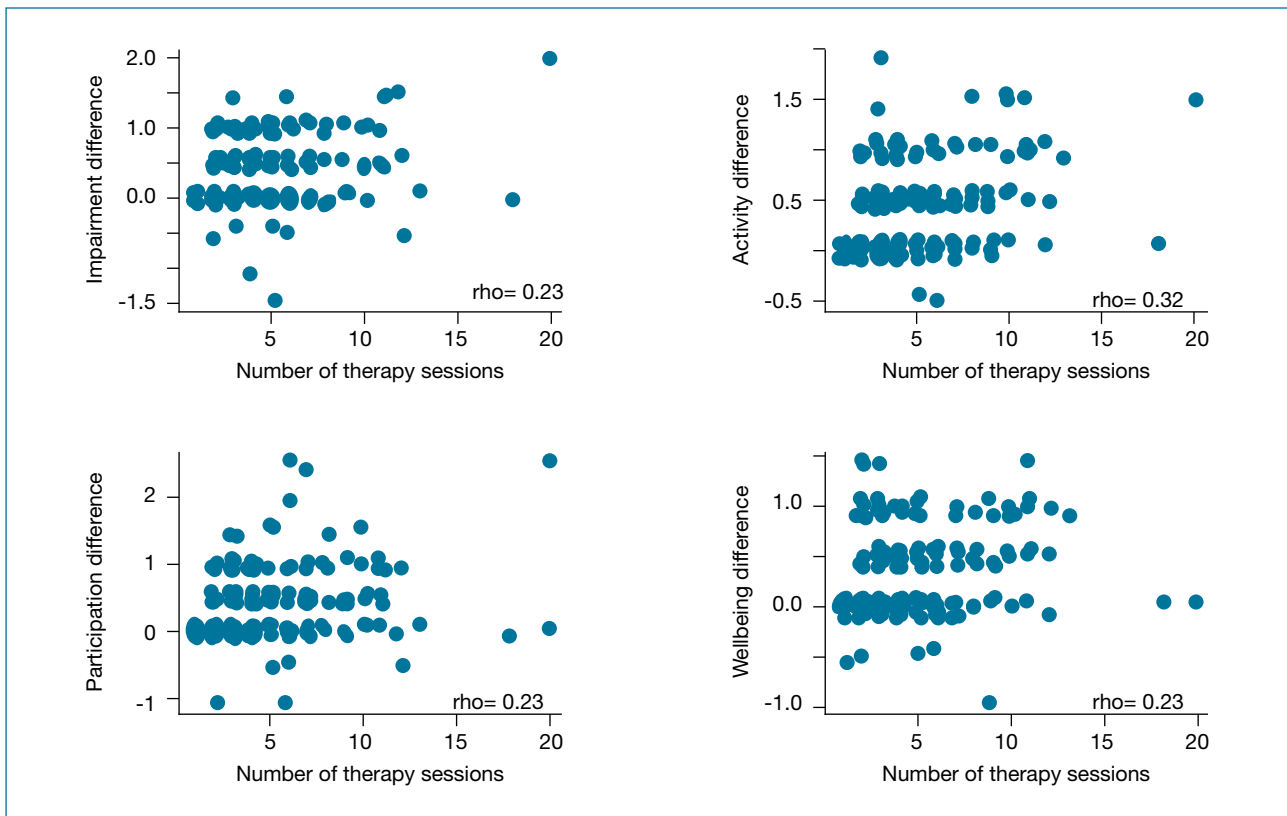 Impairment difference
2.0
1.0
0.0
-1.5
rho= 0.23
5 10 15 20
Number of therapy sessions
Activity difference
1.5
0.5
-0.5
rho= 0.32
5 10 15 20
Number of therapy sessions
Participation difference
2
1
0
-1
rho= 0.23
5 10 15 20
Number of therapy sessions
Wellbeing difference
1.0
0.0
-1.0
rho= 0.23
5 10 15 20
Number of therapy sessions